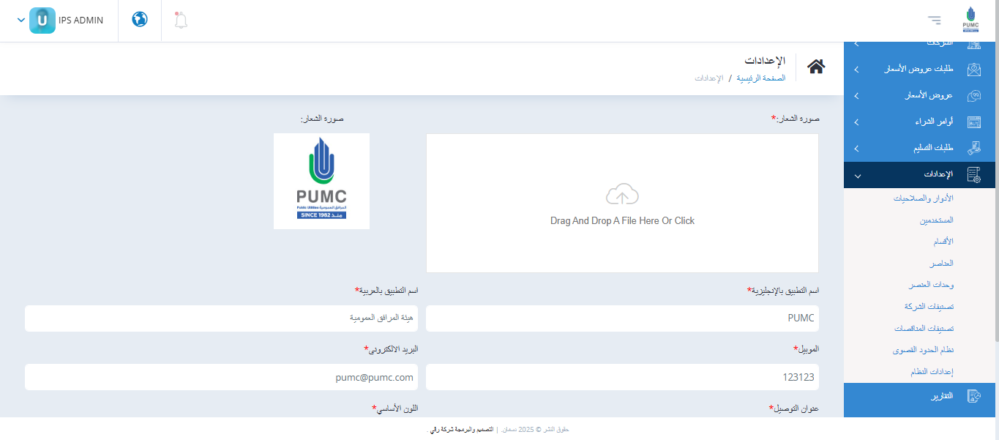 IPS ADMIN
PUMC
الشركات
طلبات عروض الأسعار
عروض الأسعار
أوامر الشراء
طلبات التسليم
الإعدادات
الأدوار والصلاحيات
المستخدمين
الأقسام
العناصر
وحدات العنصر
تصنيفات الشركة
تصنيفات المناقصات
نظام الحدود القصوى
إعدادات النظام
التقارير
الإعدادات
الصفحة الرئيسية / الإعدادات
صورة الشعار:*
Drag And Drop A File Here Or Click
صورة الشعار:
PUMC
Public Utilities المرافق العمومية
SINCE 1982 منذ
اسم التطبيق بالإنجليزية*
PUMC
اسم التطبيق بالعربية*
هيئة المرافق العمومية
الموبيل*
123123
البريد الالكترونى*
pumc@pumc.com
عنوان التوصيل*
اللون الأساسي*
حقوق النشر © 2025 نسمان. | التصميم والبرمجة شركة رقي .